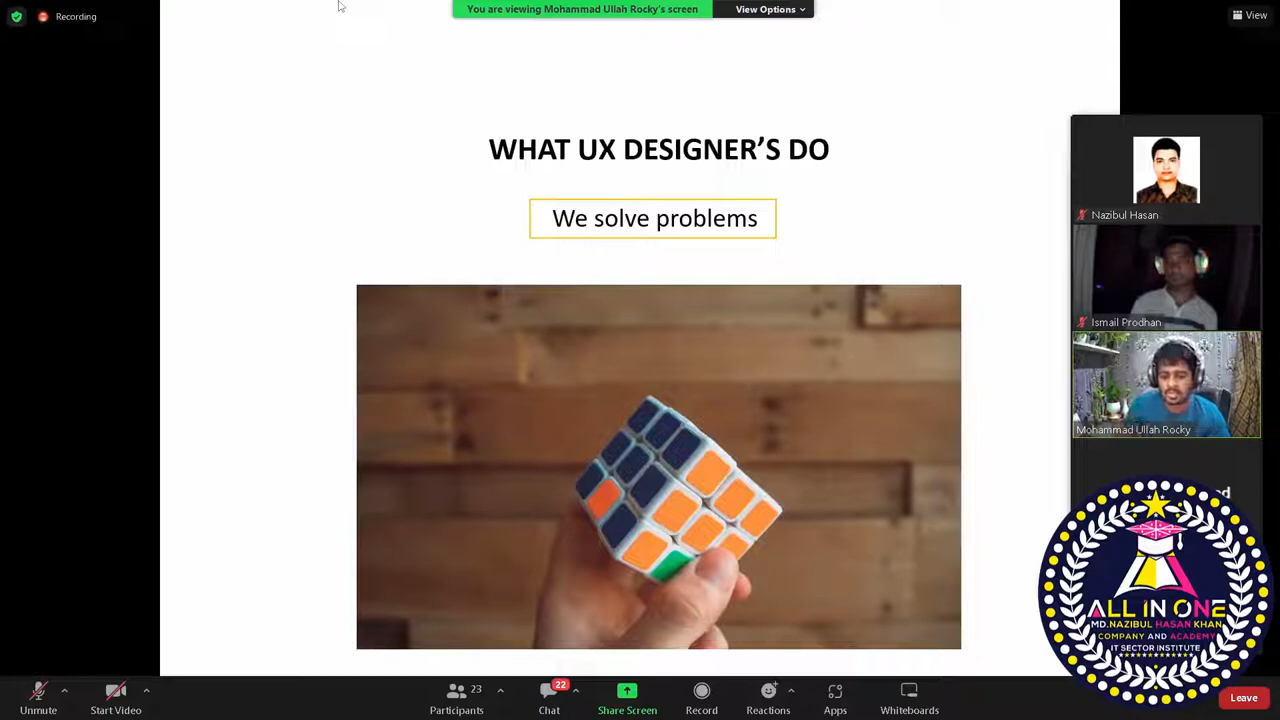 Recording
You are viewing Mohammad Ullah Rocky's screen
View Options
View
WHAT UX DESIGNER'S DO
We solve problems
Nazibul Hasan
Ismail Prodhan
Mohammad Ullah Rocky
ALL IN ONE
MD.NAZIBUL HASAN KHAN
COMPANY AND ACADEMY
IT SECTOR INSTITUTE
Unmute
Start Video
23
Participants
22
Chat
Share Screen
Record
Reactions
Apps
Whiteboards
Leave